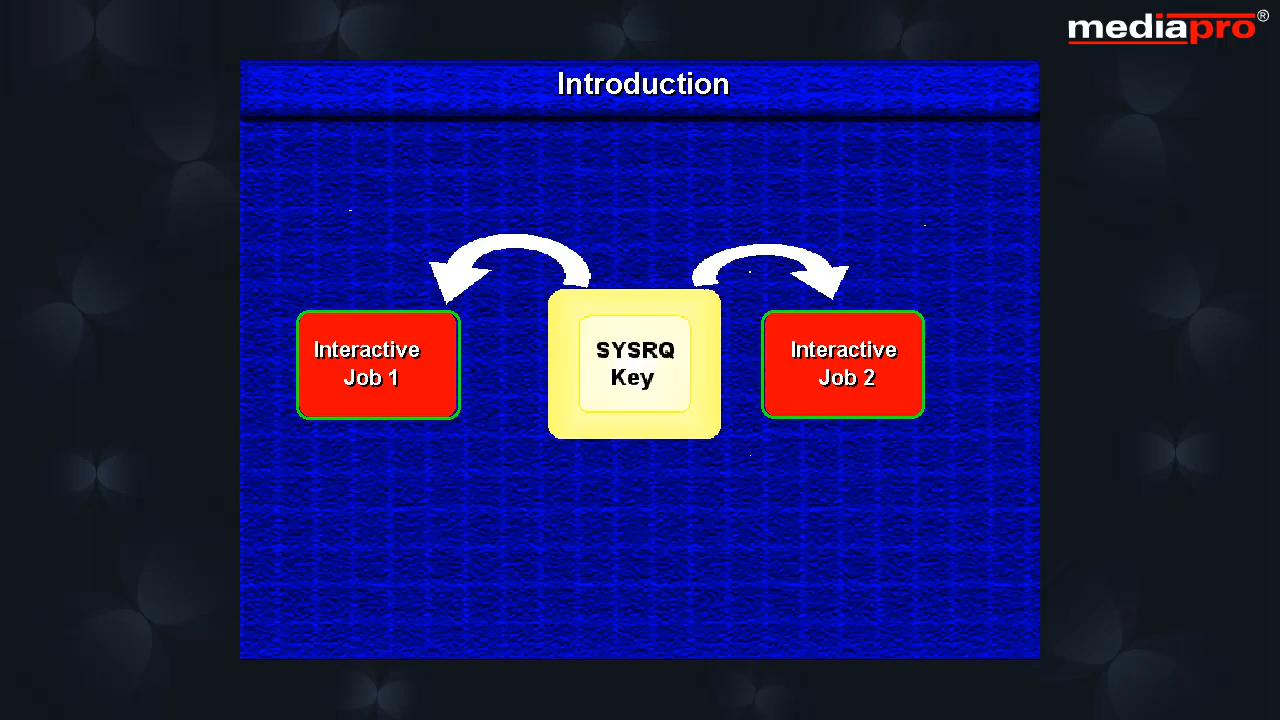 mediapro®
Introduction
Interactive
Job 1
SYSRQ
Key
Interactive
Job 2